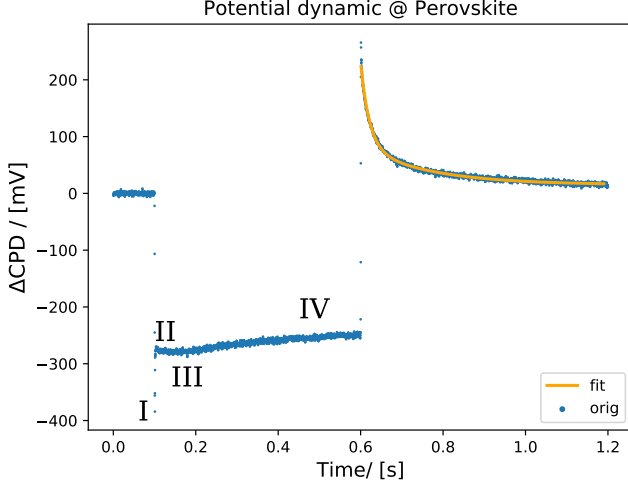 Potential dynamic @ Perovskite
ΔCPD / [mV]
200
100
0
−100
−200
−300
−400
I
II
III
IV
fit
orig
0.0
0.2
0.4
0.6
0.8
1.0
1.2
Time/ [s]